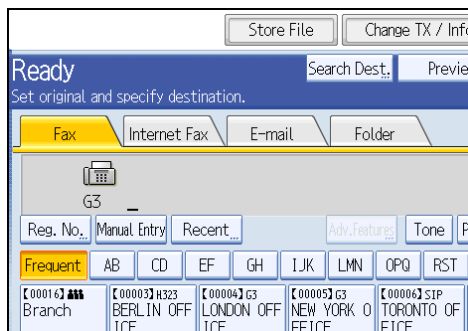 Store File Change TX / Info
Ready Search Dest. Previe
Set original and specify destination.
Fax Internet Fax E-mail Folder
G3 _
Reg. No. Manual Entry Recent Adv.Features Tone P
Frequent AB CD EF GH IJK LMN OPQ RST
【00016】 【00003】H323 【00004】G3 【00005】G3 【00006】SIP
Branch BERLIN OFF LONDON OFF NEW YORK O TORONTO OF
ICE ICE FFICE FICE